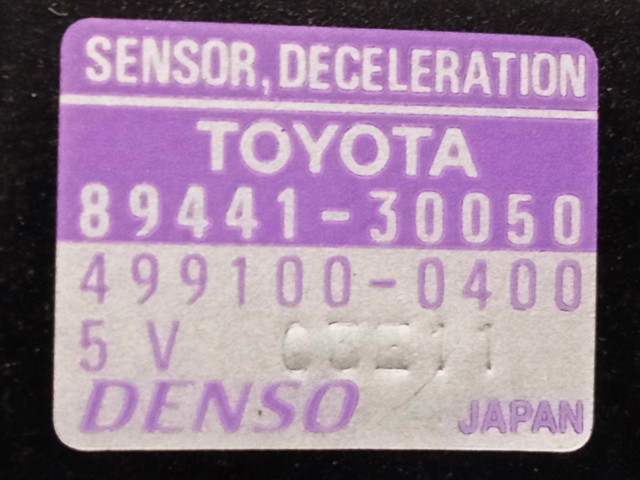 SENSOR, DECELERATION
TOYOTA
89441-30050
499100-0400
5 V
DENSO JAPAN